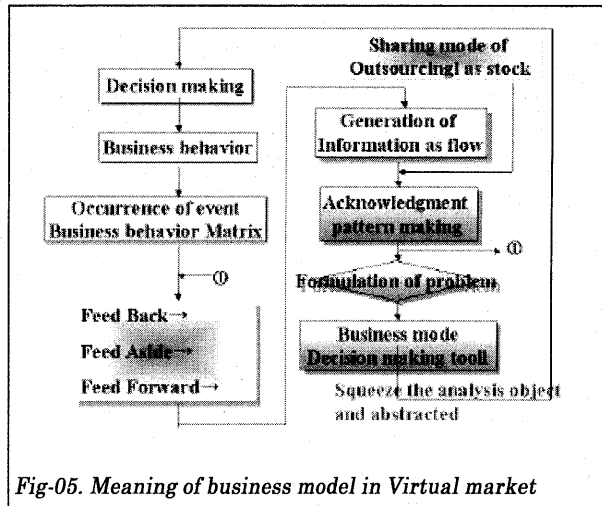 Sharing mode of
Outsourcingl as stock
Decision making
Business behavior
Occurrence of event
Business behavior Matrix
①
Feed Back→
Feed Aside→
Feed Forward→
Generation of
Information as flow
Acknowledgment
pattern making
①
Formulation of problem
Business mode
Decision making tooll
Squeeze the analysis object
and abstracted
Fig-05. Meaning of business model in Virtual market